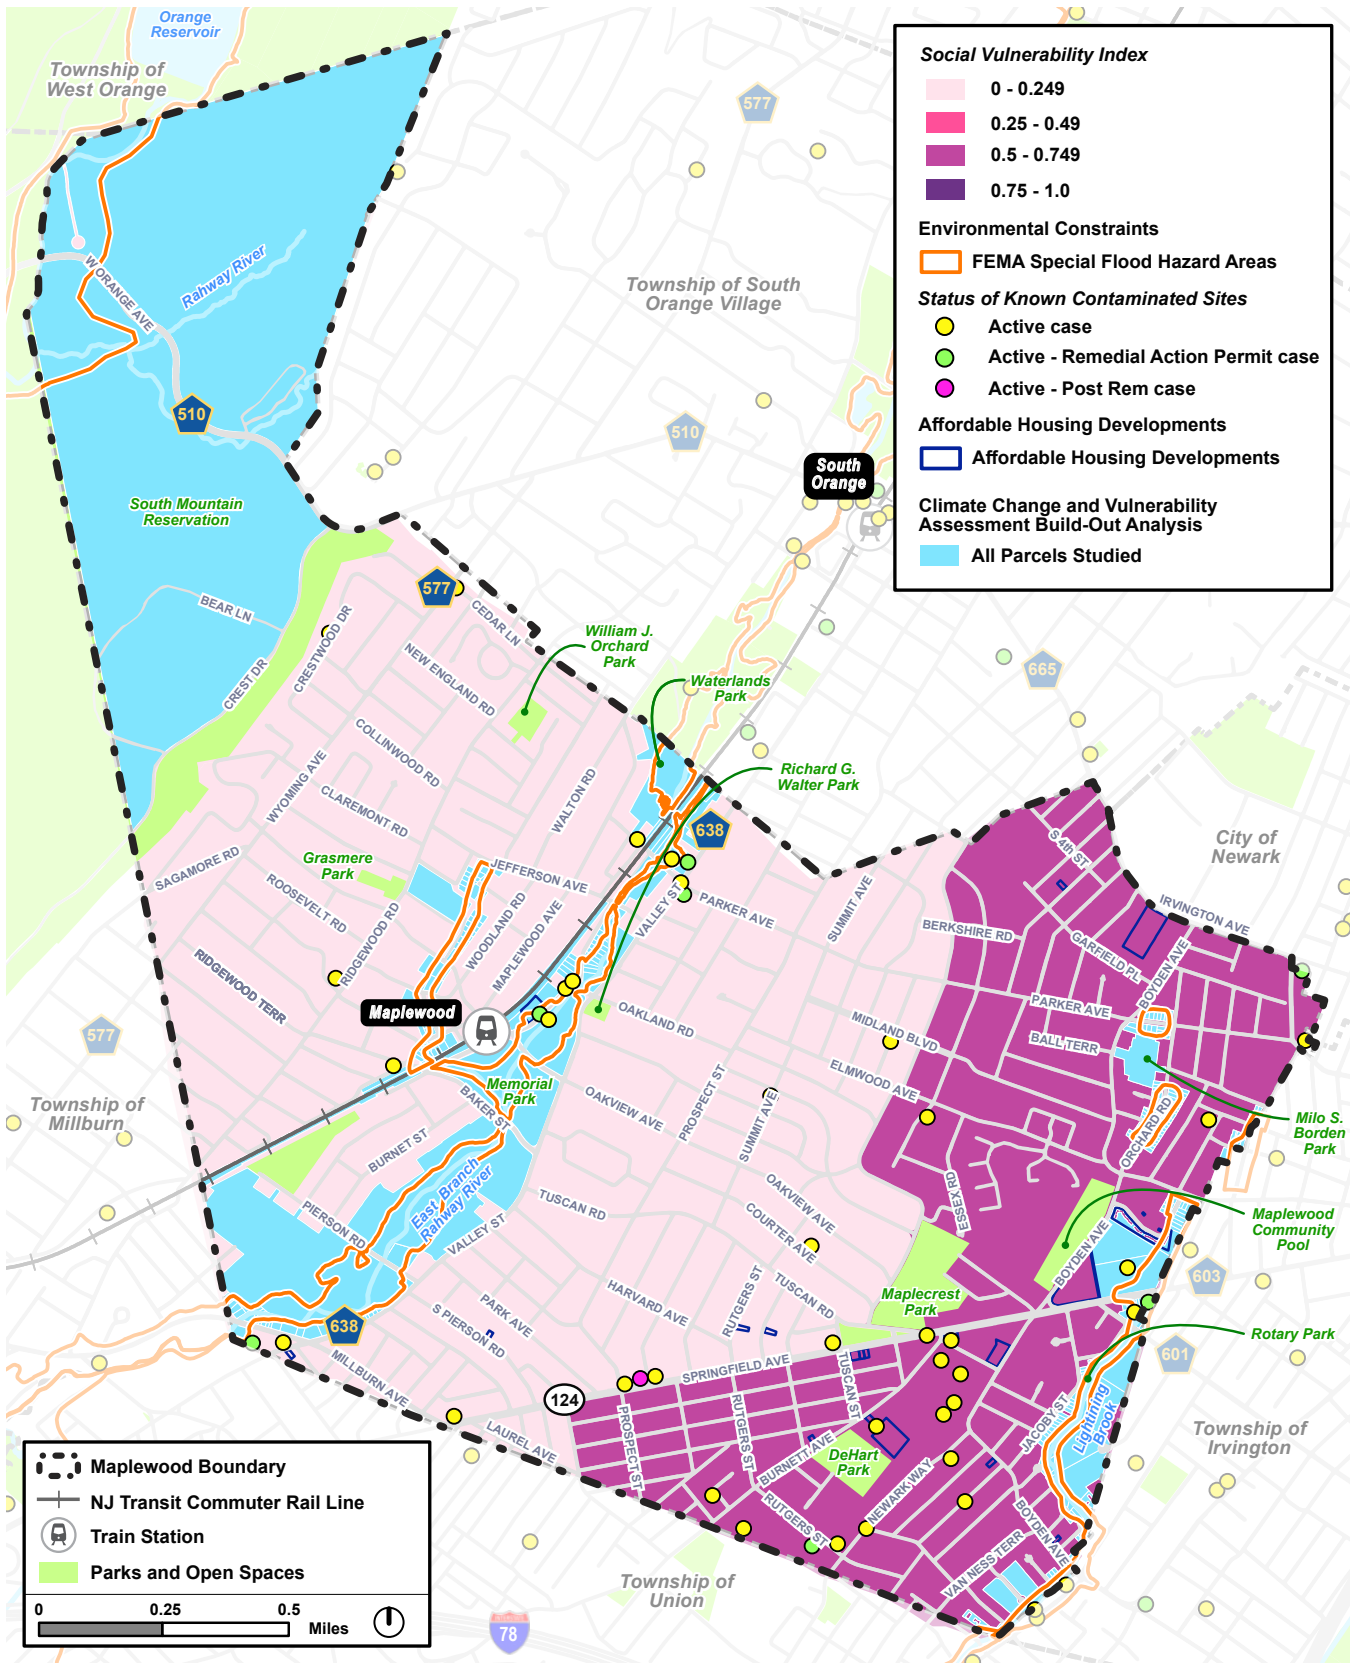 Orange
Reservoir
Township of
West Orange
577
Social Vulnerability Index
0 - 0.249
0.25 - 0.49
0.5 - 0.749
0.75 - 1.0
Environmental Constraints
FEMA Special Flood Hazard Areas
Status of Known Contaminated Sites
Active case
Active - Remedial Action Permit case
Active - Post Rem case
Affordable Housing Developments
Affordable Housing Developments
Climate Change and Vulnerability
Assessment Build-Out Analysis
All Parcels Studied
W ORANGE AVE
Rahway River
Township of South
Orange Village
510
510
South
Orange
South Mountain
Reservation
577
BEAR LN
CRESTWOOD DR
CEDAR LN
William J.
Orchard
Park
NEW ENGLAND RD
CREST DR
Waterlands
Park
665
COLLINWOOD RD
WYOMING AVE
CLAREMONT RD
WALTON RD
Richard G.
Walter Park
638
City of
Newark
S 4th ST
SAGAMORE RD
Grasmere
Park
JEFFERSON AVE
ROOSEVELT RD
RIDGEWOOD RD
WOODLAND RD
MAPLEWOOD AVE
VALLEY ST
PARKER AVE
SUMMIT AVE
BERKSHIRE RD
IRVINGTON AVE
GARFIELD PL
BOYDEN AVE
RIDGEWOOD TERR
Maplewood
OAKLAND RD
MIDLAND BLVD
PARKER AVE
BALL TERR
577
Memorial
Park
BAKER ST
OAKVIEW AVE
PROSPECT ST
SUMMIT AVE
ELMWOOD AVE
Township of
Millburn
BURNET ST
ORCHARD RD
Milo S.
Borden
Park
East Branch
Rahway River
PIERSON RD
VALLEY ST
TUSCAN RD
OAKVIEW AVE
COURTER AVE
ESSEX RD
BOYDEN AVE
Maplewood
Community
Pool
603
HARVARD AVE
RUTGERS ST
TUSCAN RD
Maplecrest
Park
638
PARK AVE
S PIERSON RD
Rotary Park
601
MILLBURN AVE
SPRINGFIELD AVE
TUSCAN ST
124
LAUREL AVE
PROSPECT ST
RUTGERS ST
BURNETT AVE
DeHart
Park
JACOBY ST
Lightning
Brook
Township of
Irvington
NEWARK WAY
RUTGERS ST
BOYDEN AVE
VAN NESS TERR
Township of
Union
78
Maplewood Boundary
NJ Transit Commuter Rail Line
Train Station
Parks and Open Spaces
0 0.25 0.5
Miles